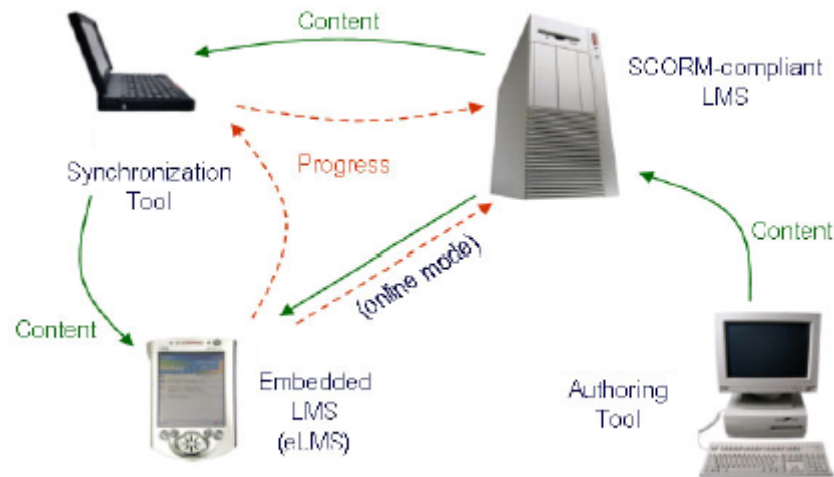 Content
SCORM-compliant
LMS
Progress
Synchronization
Tool
Content
(online mode)
Content
Embedded
LMS
(eLMS)
Authoring
Tool